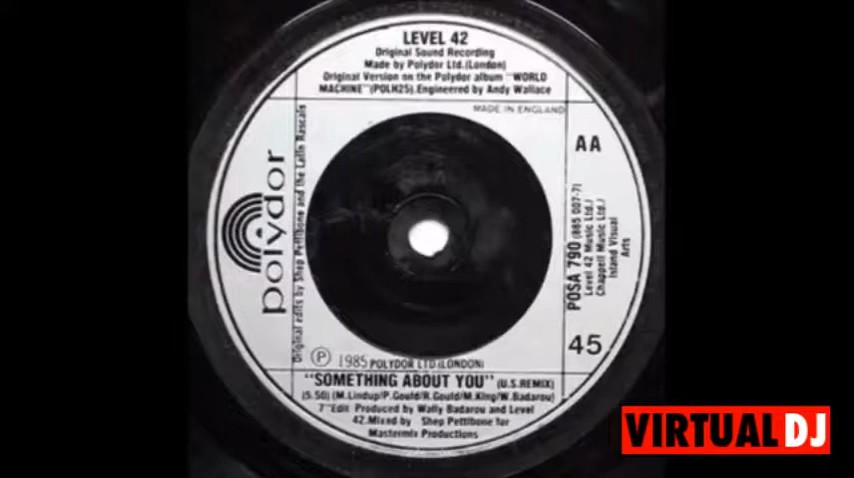 LEVEL 42
Original Sound Recording
Made by Polydor Ltd.(London)
Original Version on the Polydor album "WORLD
MACHINE"(POLH25).Engineered by Andy Wallace
MADE IN ENGLAND
AA
polydor
Original edits by Shep Pettibone and the Latin Rascals
POSA 790 (885 007-7)
Level 42 Music Ltd./
Chappell Music Ltd./
Island Visual
Arts
45
Ⓟ 1985 POLYDOR LTD.(LONDON)
"SOMETHING ABOUT YOU" (U.S.REMIX)
(5.50) (M.Lindup/P.Gould/R.Gould/M.King/W.Badarou)
7"Edit Produced by Wally Badarou and Level
42.Mixed by Shep Pettibone for
Mastermix Productions
VIRTUAL DJ